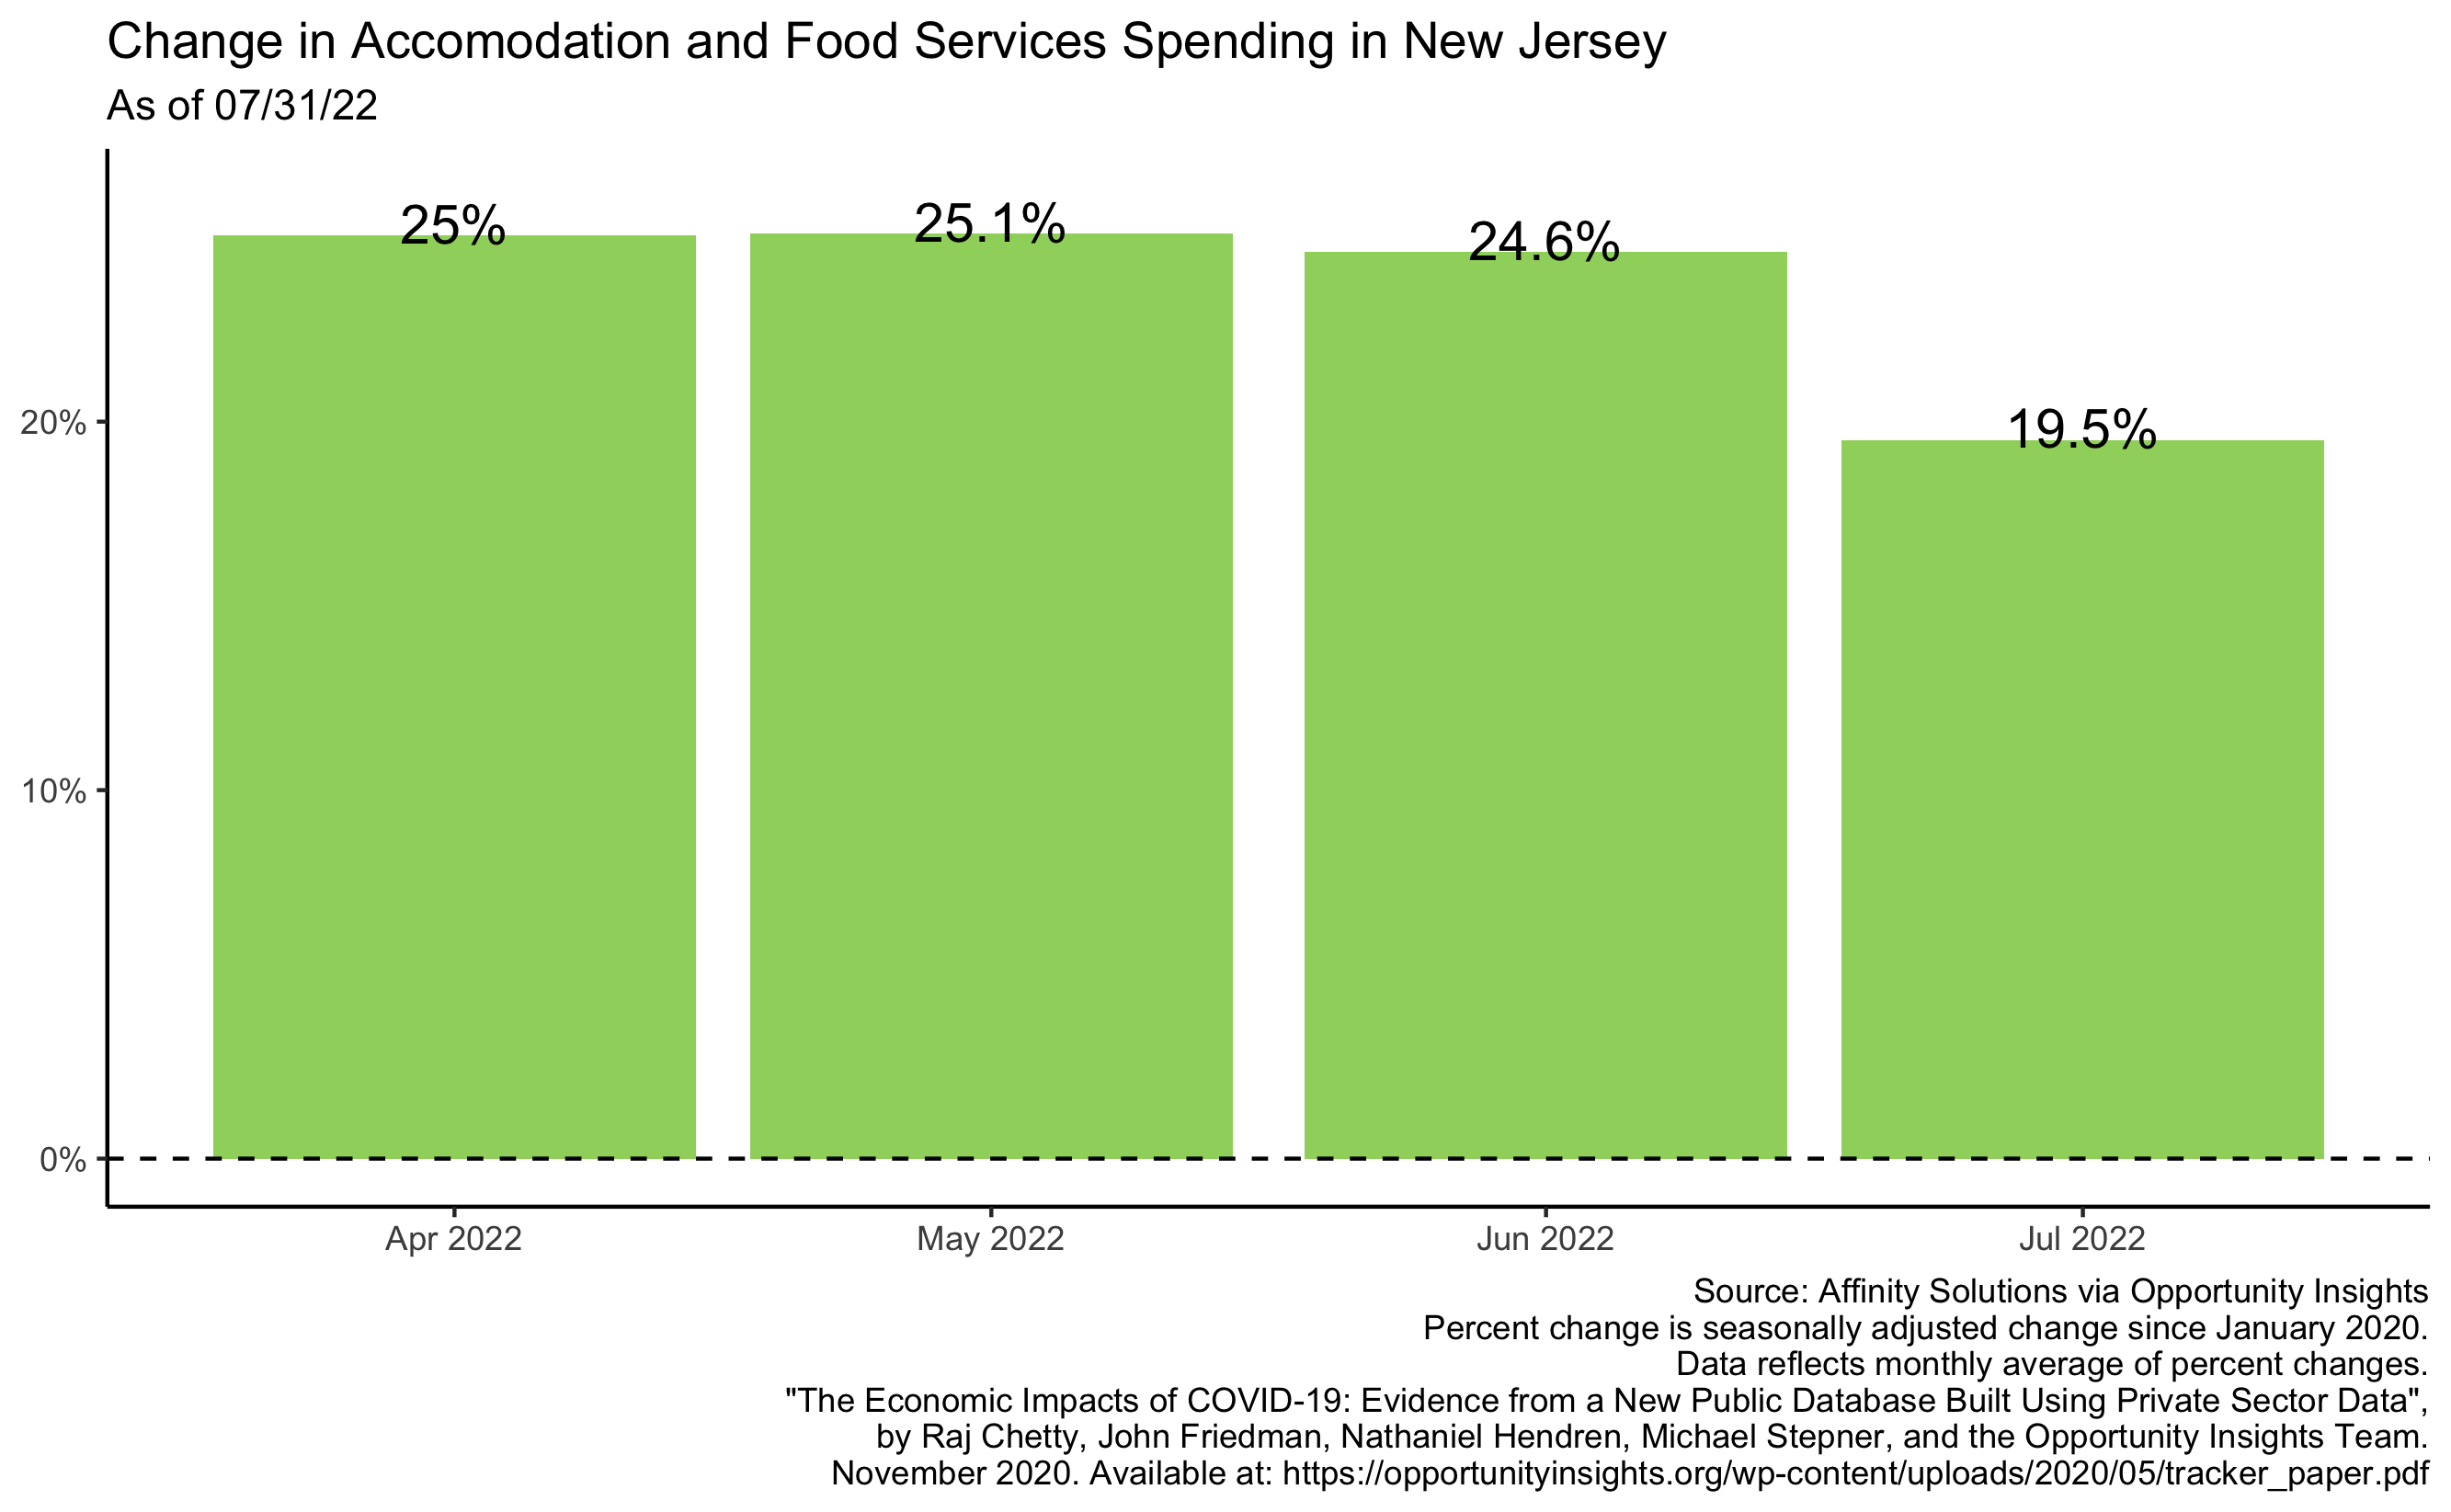 Change in Accomodation and Food Services Spending in New Jersey
As of 07/31/22
25%
25.1%
24.6%
19.5%
20%
10%
0%
Apr 2022
May 2022
Jun 2022
Jul 2022
Source: Affinity Solutions via Opportunity Insights
Percent change is seasonally adjusted change since January 2020.
Data reflects monthly average of percent changes.
"The Economic Impacts of COVID-19: Evidence from a New Public Database Built Using Private Sector Data",
by Raj Chetty, John Friedman, Nathaniel Hendren, Michael Stepner, and the Opportunity Insights Team.
November 2020. Available at: https://opportunityinsights.org/wp-content/uploads/2020/05/tracker_paper.pdf